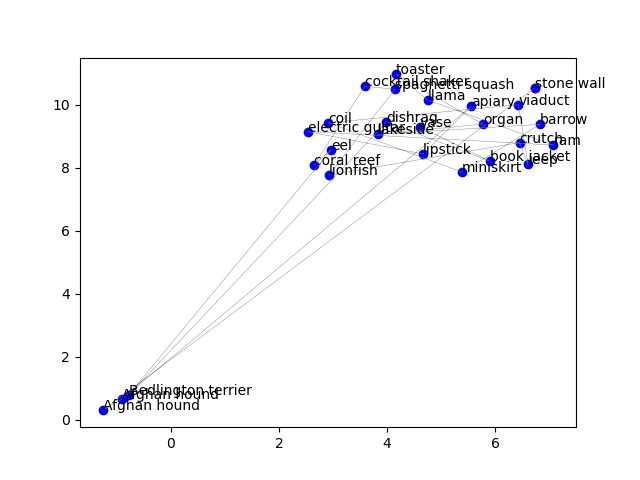 toaster
cocktail shaker
spaghetti squash
stone wall
llama
apiary
viaduct
coil
dishrag
vase
organ
barrow
electric guitar
lakeside
crutch
ram
eel
lipstick
book jacket
jeep
coral reef
lionfish
miniskirt
Bedlington terrier
Afghan hound
Afghan hound
10
8
6
4
2
0
0 2 4 6